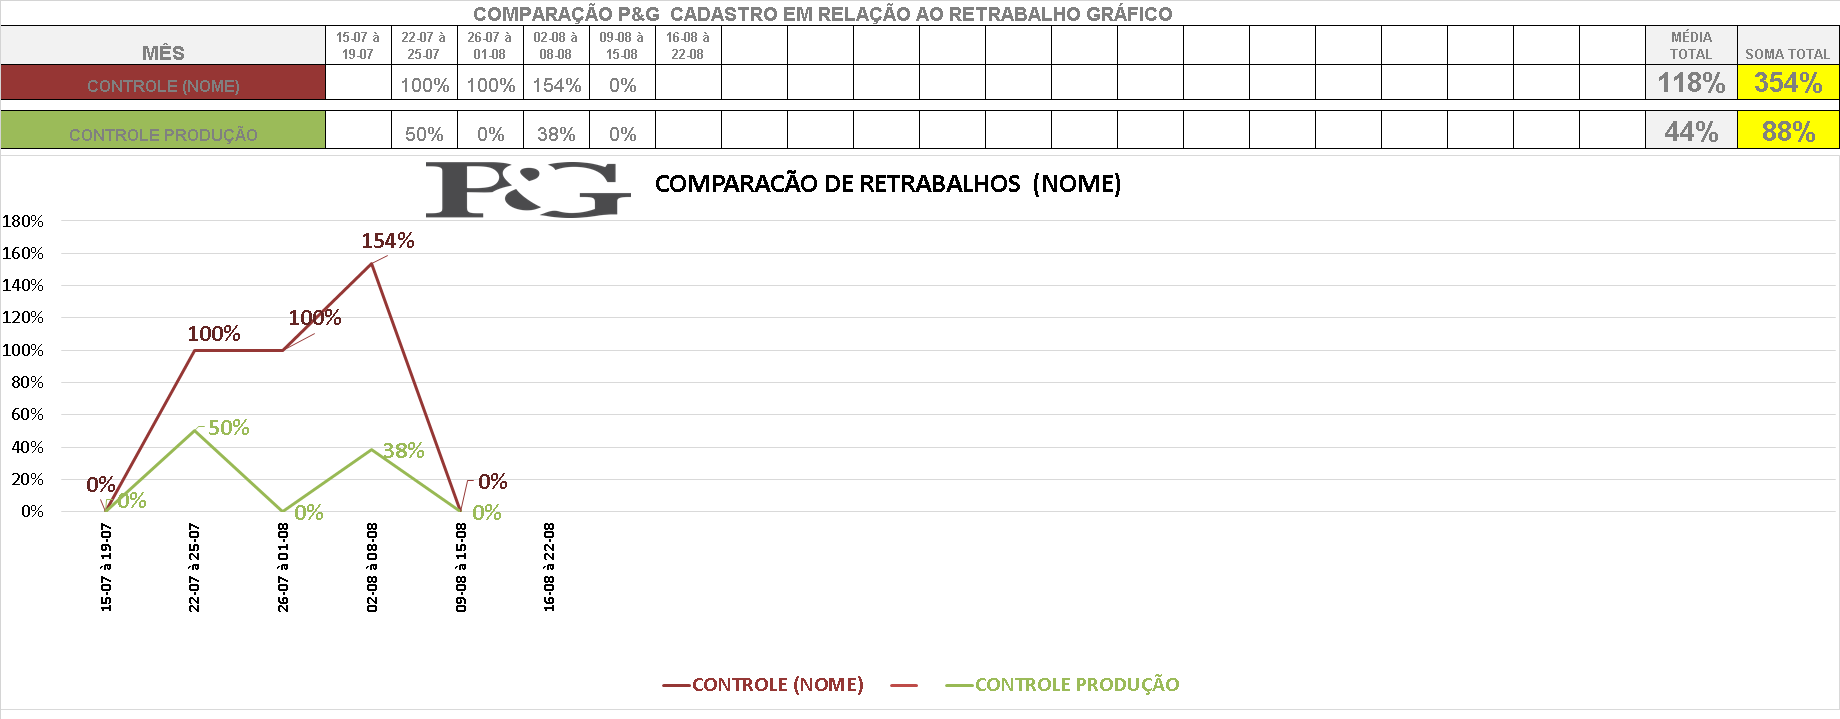 COMPARAÇÃO P&G CADASTRO EM RELAÇÃO AO RETRABALHO GRÁFICO
MÊS 15-07 à 19-07 22-07 à 25-07 26-07 à 01-08 02-08 à 08-08 09-08 à 15-08 16-08 à 22-08 MÉDIA TOTAL SOMA TOTAL
CONTROLE (NOME) 100% 100% 154% 0% 118% 354%
CONTROLE PRODUÇÃO 50% 0% 38% 0% 44% 88%
P&G COMPARACÃO DE RETRABALHOS (NOME)
180%
160%
140%
120%
100%
80%
60%
40%
20%
0%
154%
100%
100%
50%
38%
0%
0%
0%
0%
0%
15-07 à 19-07
22-07 à 25-07
26-07 à 01-08
02-08 à 08-08
09-08 à 15-08
16-08 à 22-08
CONTROLE (NOME) CONTROLE PRODUÇÃO